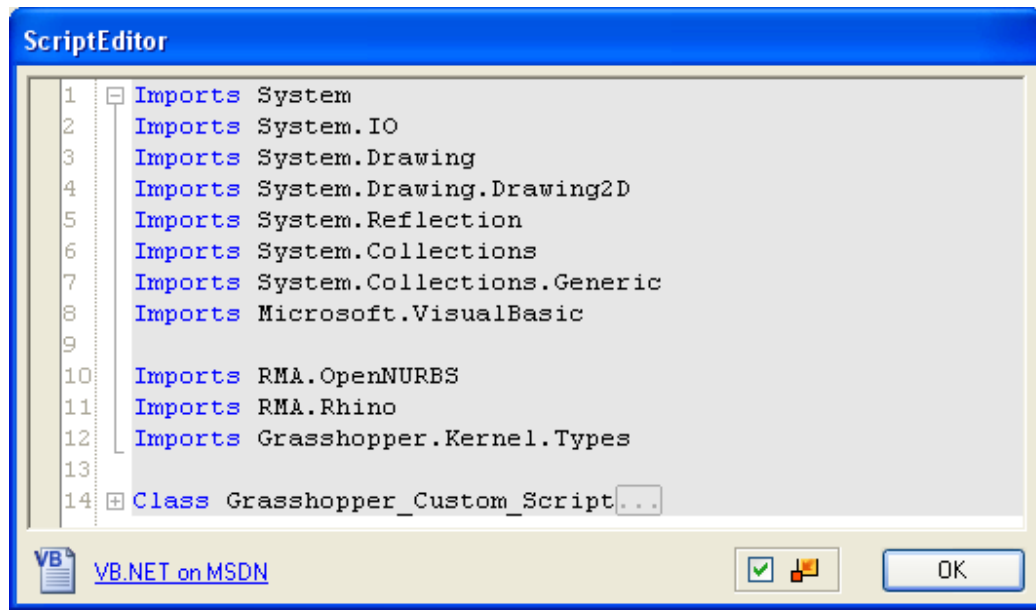 ScriptEditor
1 Imports System
2 Imports System.IO
3 Imports System.Drawing
4 Imports System.Drawing.Drawing2D
5 Imports System.Reflection
6 Imports System.Collections
7 Imports System.Collections.Generic
8 Imports Microsoft.VisualBasic
9
10 Imports RMA.OpenNURBS
11 Imports RMA.Rhino
12 Imports Grasshopper.Kernel.Types
13
14 Class Grasshopper_Custom_Script...
VB VB.NET on MSDN OK